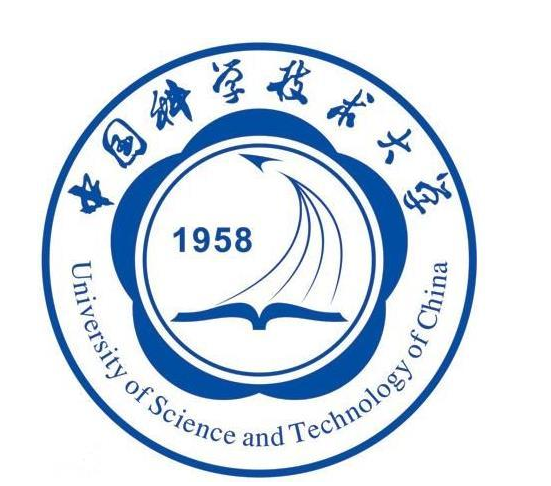 中国科学技术大学
1958
University of Science and Technology of China